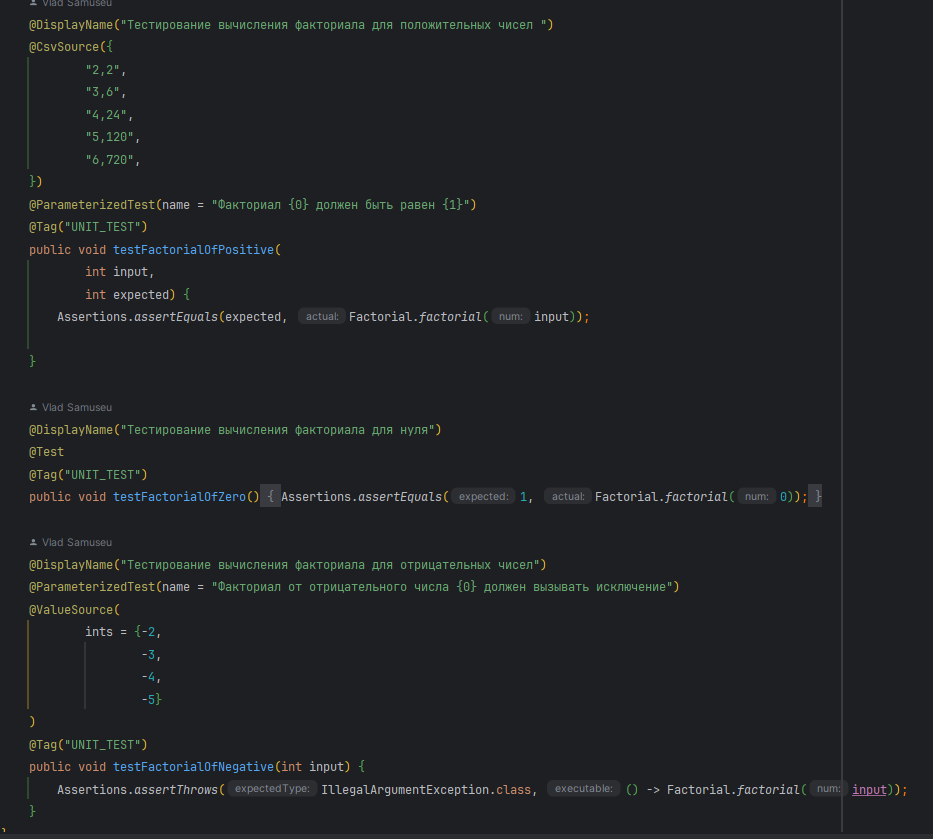 Vlad Samuseu
@DisplayName("Тестирование вычисления факториала для положительных чисел ")
@CsvSource({
"2,2",
"3,6",
"4,24",
"5,120",
"6,720",
})
@ParameterizedTest(name = "Факториал {0} должен быть равен {1}")
@Tag("UNIT_TEST")
public void testFactorialOfPositive(
int input,
int expected) {
Assertions.assertEquals(expected, actual: Factorial.factorial( num: input));
}
Vlad Samuseu
@DisplayName("Тестирование вычисления факториала для нуля")
@Test
@Tag("UNIT_TEST")
public void testFactorialOfZero() { Assertions.assertEquals( expected: 1, actual: Factorial.factorial( num: 0)); }
Vlad Samuseu
@DisplayName("Тестирование вычисления факториала для отрицательных чисел")
@ParameterizedTest(name = "Факториал от отрицательного числа {0} должен вызывать исключение")
@ValueSource(
ints = {-2,
-3,
-4,
-5}
)
@Tag("UNIT_TEST")
public void testFactorialOfNegative(int input) {
Assertions.assertThrows( expectedType: IllegalArgumentException.class, executable: () -> Factorial.factorial( num: input));
}
}